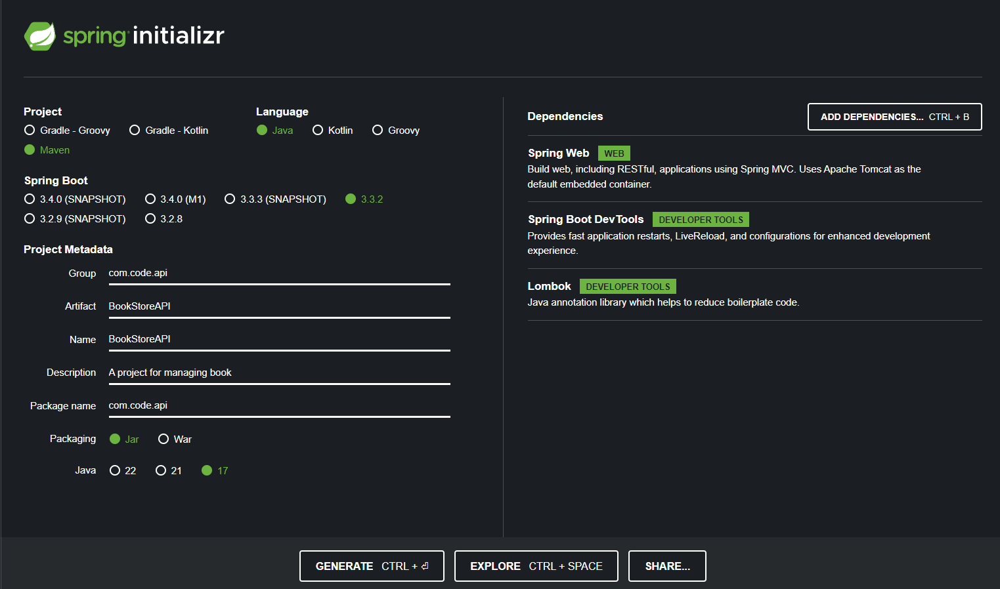 spring initializr
Project
Gradle - Groovy Gradle - Kotlin
Maven
Language
Java Kotlin Groovy
Spring Boot
3.4.0 (SNAPSHOT) 3.4.0 (M1) 3.3.3 (SNAPSHOT) 3.3.2
3.2.9 (SNAPSHOT) 3.2.8
Project Metadata
Group com.code.api
Artifact BookStoreAPI
Name BookStoreAPI
Description A project for managing book
Package name com.code.api
Packaging Jar War
Java 22 21 17
Dependencies ADD DEPENDENCIES... CTRL + B
Spring Web WEB
Build web, including RESTful, applications using Spring MVC. Uses Apache Tomcat as the
default embedded container.
Spring Boot DevTools DEVELOPER TOOLS
Provides fast application restarts, LiveReload, and configurations for enhanced development
experience.
Lombok DEVELOPER TOOLS
Java annotation library which helps to reduce boilerplate code.
GENERATE CTRL + ⏎ EXPLORE CTRL + SPACE SHARE...